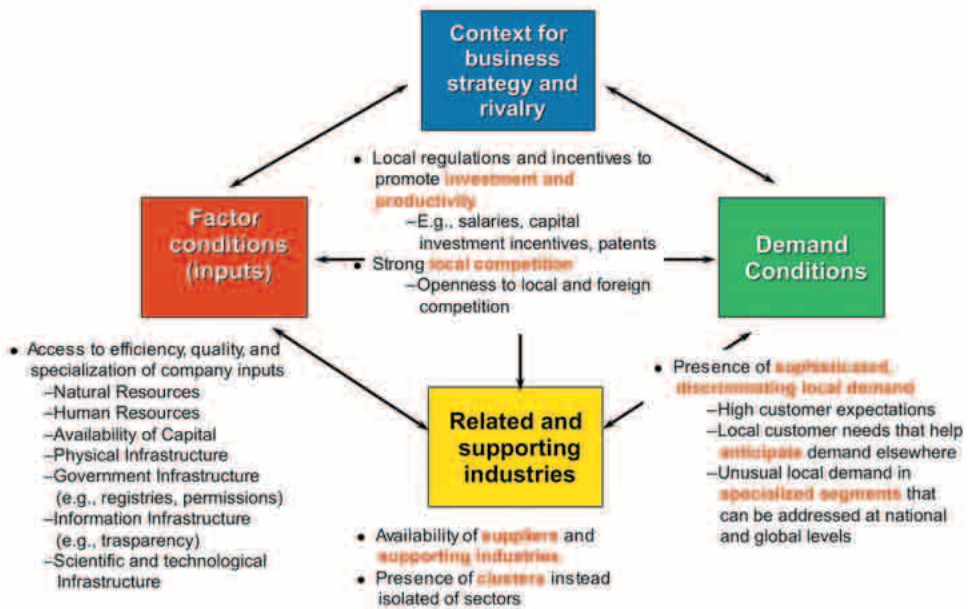 Context for
business
strategy and
rivalry
• Local regulations and incentives to
promote investment and
productivity
–E.g., salaries, capital
investment incentives, patents
• Strong local competition
–Openness to local and foreign
competition
Factor
conditions
(inputs)
Demand
Conditions
• Access to efficiency, quality, and
specialization of company inputs
–Natural Resources
–Human Resources
–Availability of Capital
–Physical Infrastructure
–Government Infrastructure
(e.g., registries, permissions)
–Information Infrastructure
(e.g., trasparency)
–Scientific and technological
Infrastructure
Related and
supporting
industries
• Availability of suppliers and
supporting industries
• Presence of clusters instead
isolated of sectors
• Presence of sophisticated,
discriminating local demand
–High customer expectations
–Local customer needs that help
anticipate demand elsewhere
–Unusual local demand in
specialized segments that
can be addressed at national
and global levels